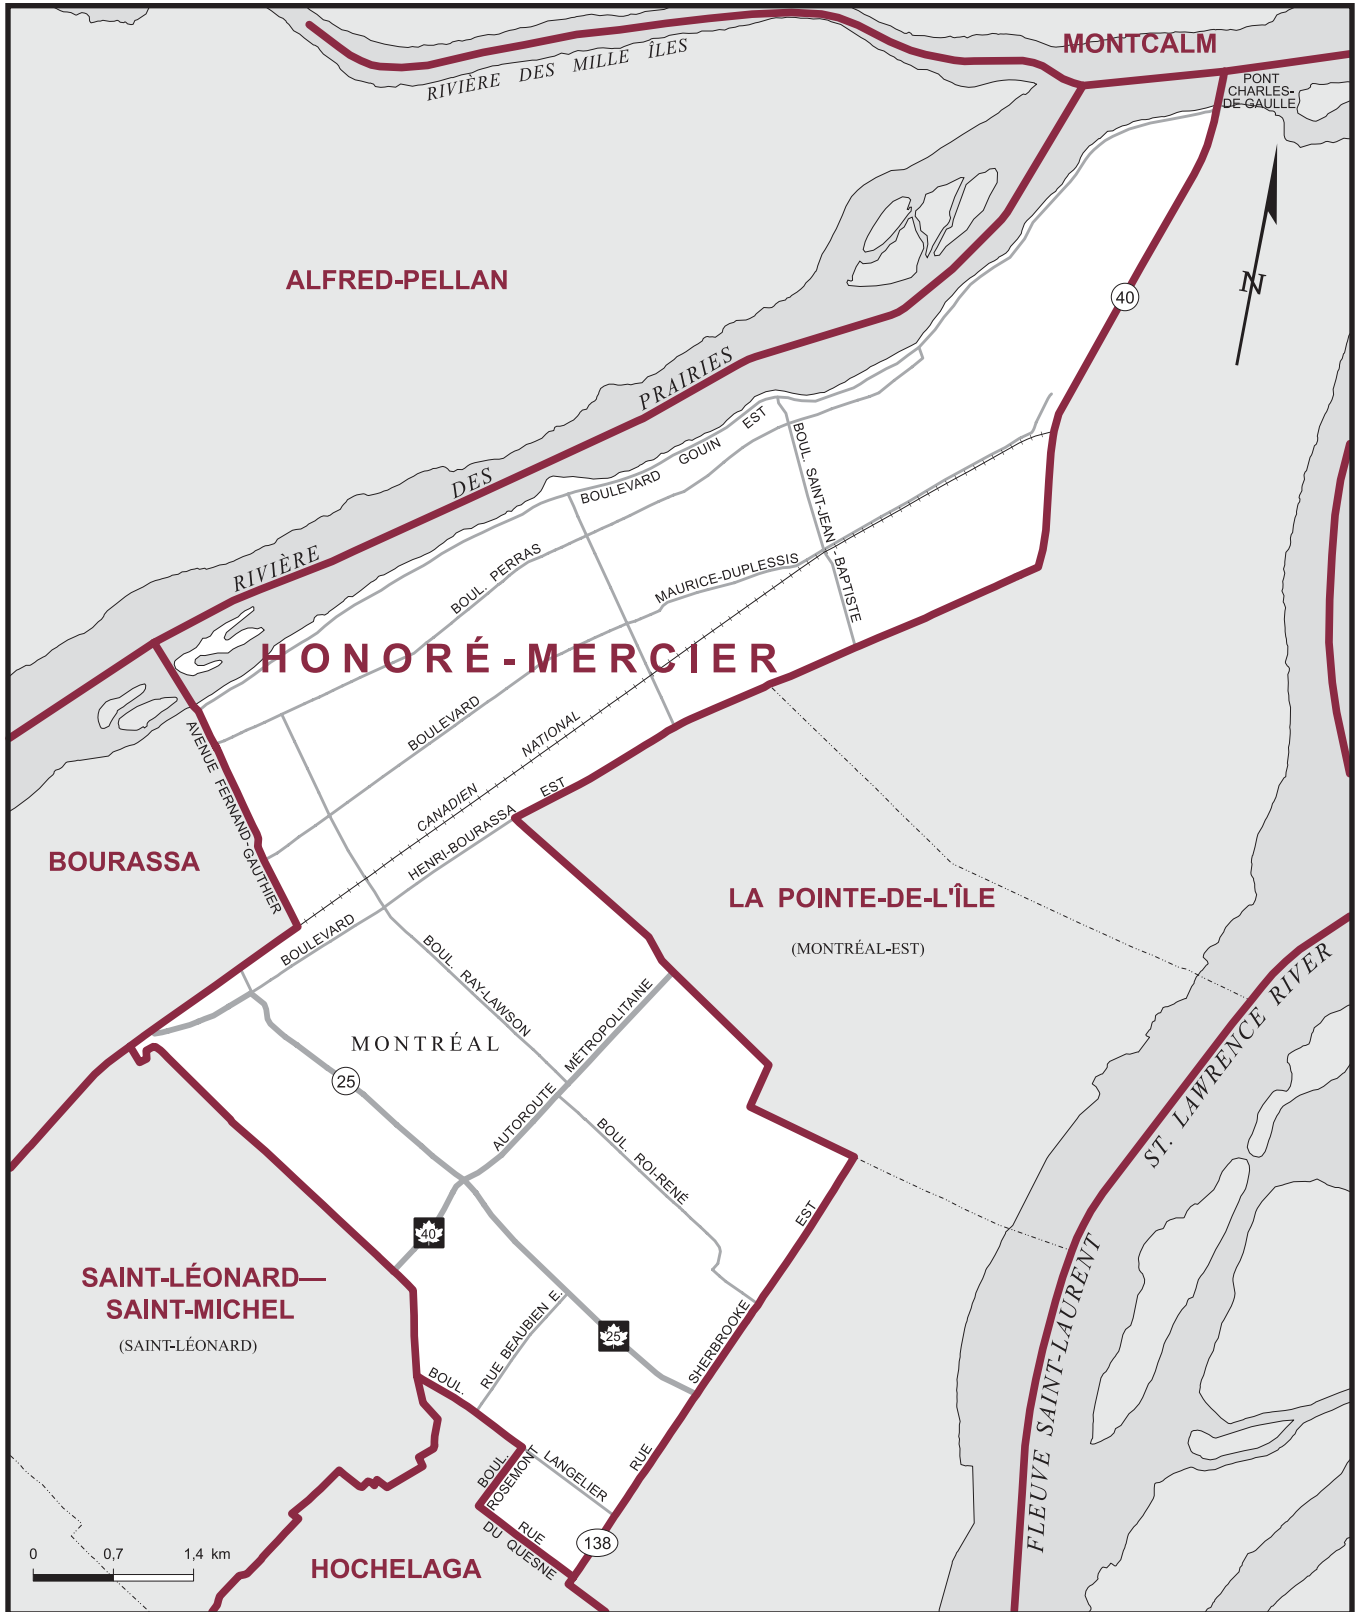 MONTCALM
RIVIÈRE DES MILLE ÎLES
PONT
CHARLES-
DE GAULLE
ALFRED-PELLAN
N
40
RIVIÈRE DES PRAIRIES
BOULEVARD GOUIN EST
BOUL. SAINT-JEAN-BAPTISTE
BOUL. PERRAS
BOULEVARD MAURICE-DUPLESSIS
HONORÉ-MERCIER
AVENUE FERNAND-GAUTHIER
CANADIEN NATIONAL
BOULEVARD HENRI-BOURASSA EST
BOURASSA
LA POINTE-DE-L'ÎLE
(MONTRÉAL-EST)
BOUL. RAY-LAWSON
AUTOROUTE MÉTROPOLITAINE
MONTRÉAL
25
BOUL. ROI-RENÉ
40
25
SAINT-LÉONARD—
SAINT-MICHEL
(SAINT-LÉONARD)
RUE BEAUBIEN E.
RUE SHERBROOKE EST
BOUL. LANGELIER
BOUL.
ROSEMONT
RUE
DU QUESNE
138
HOCHELAGA
FLEUVE SAINT-LAURENT
ST. LAWRENCE RIVER
0 0,7 1,4 km